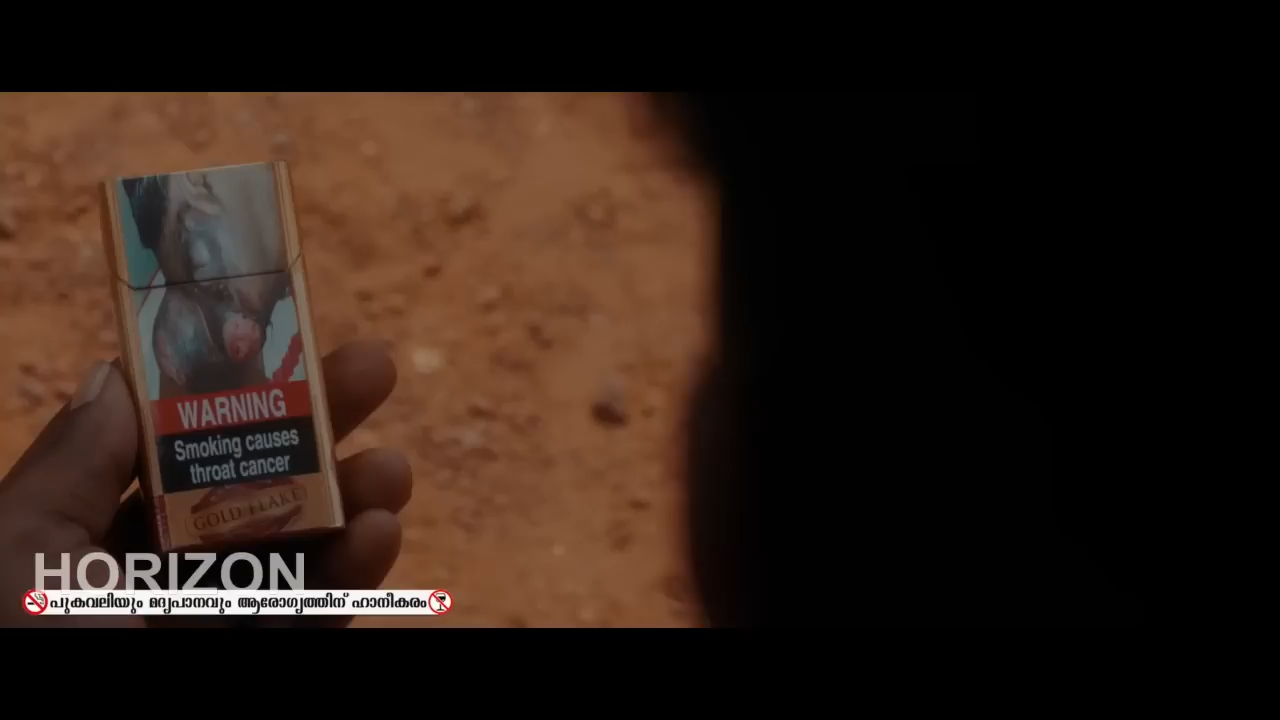 WARNING
Smoking causes
throat cancer
GOLD FLAKE
HORIZON
പുകവലിയും മദ്യപാനവും ആരോഗ്യത്തിന് ഹാനികരം